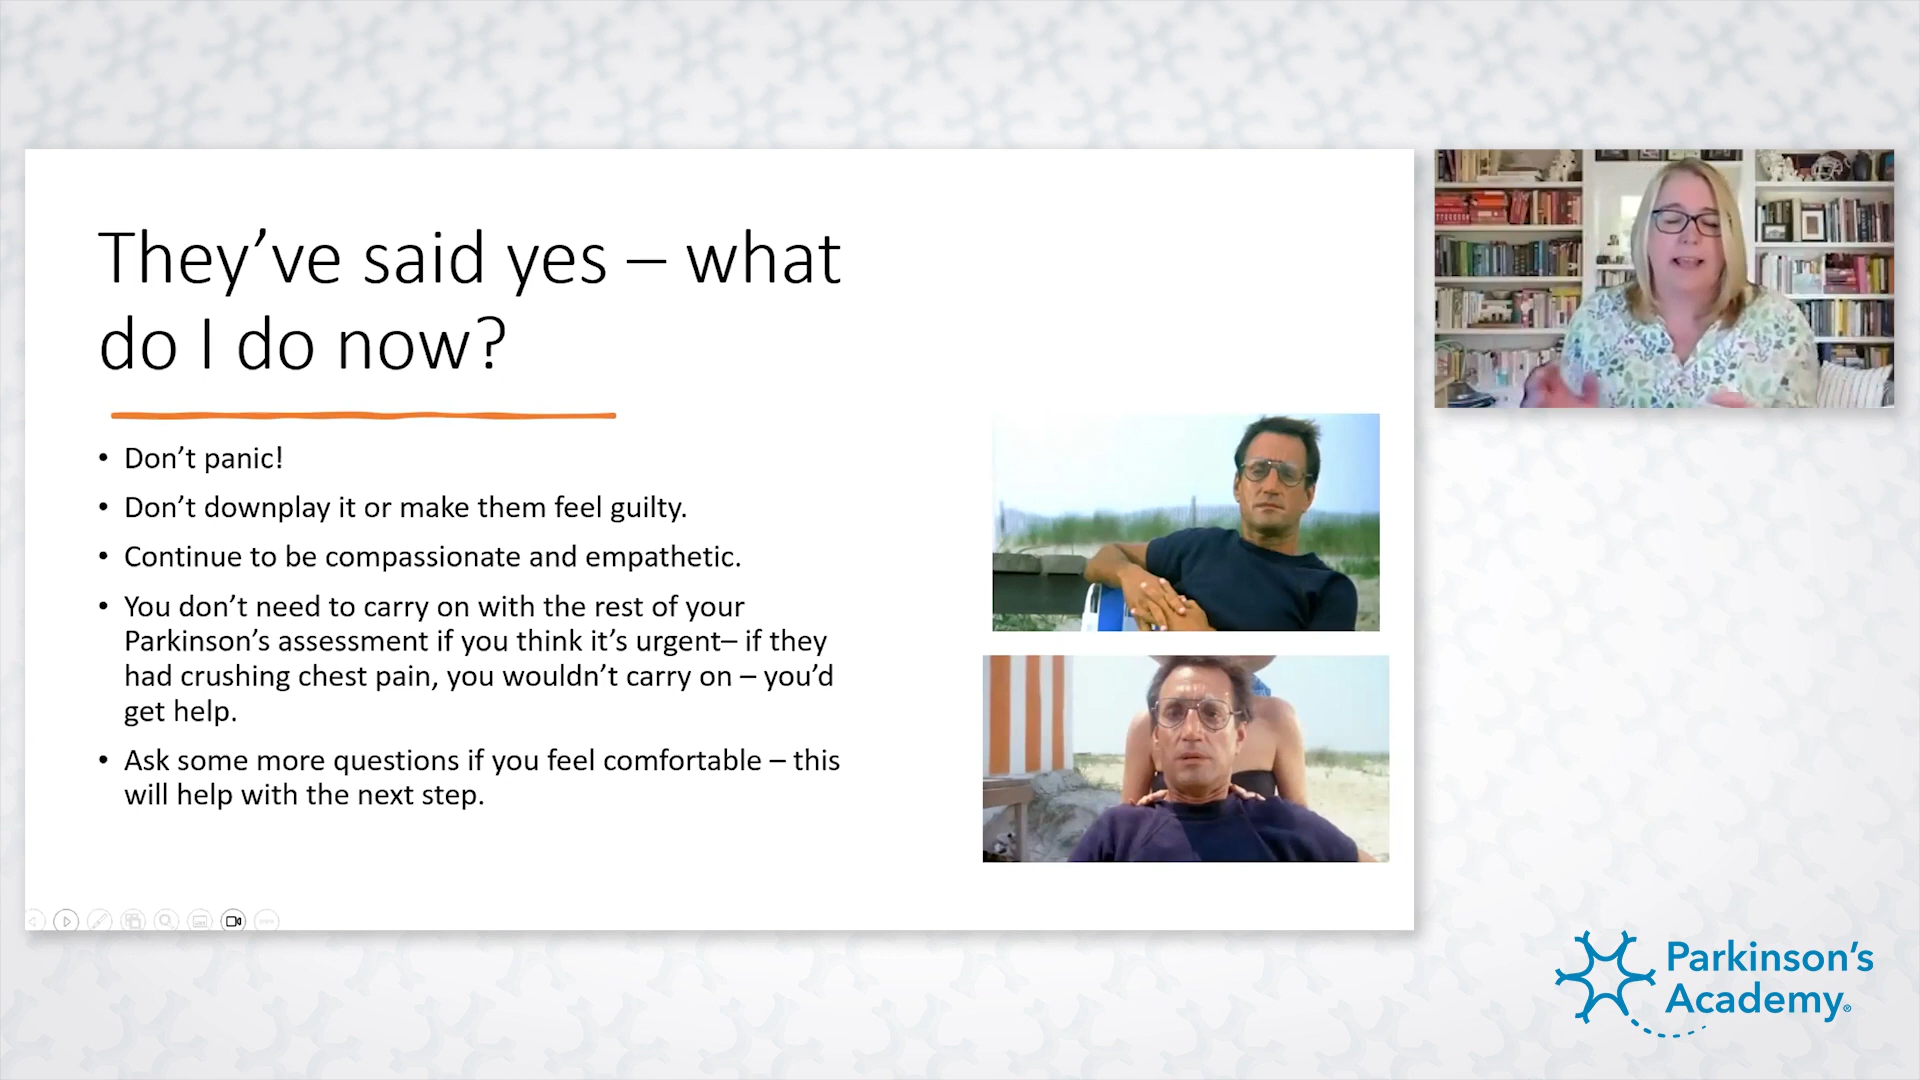 They’ve said yes – what
do I do now?
• Don’t panic!
• Don’t downplay it or make them feel guilty.
• Continue to be compassionate and empathetic.
• You don’t need to carry on with the rest of your
Parkinson’s assessment if you think it’s urgent– if they
had crushing chest pain, you wouldn’t carry on – you’d
get help.
• Ask some more questions if you feel comfortable – this
will help with the next step.
Parkinson’s
Academy®